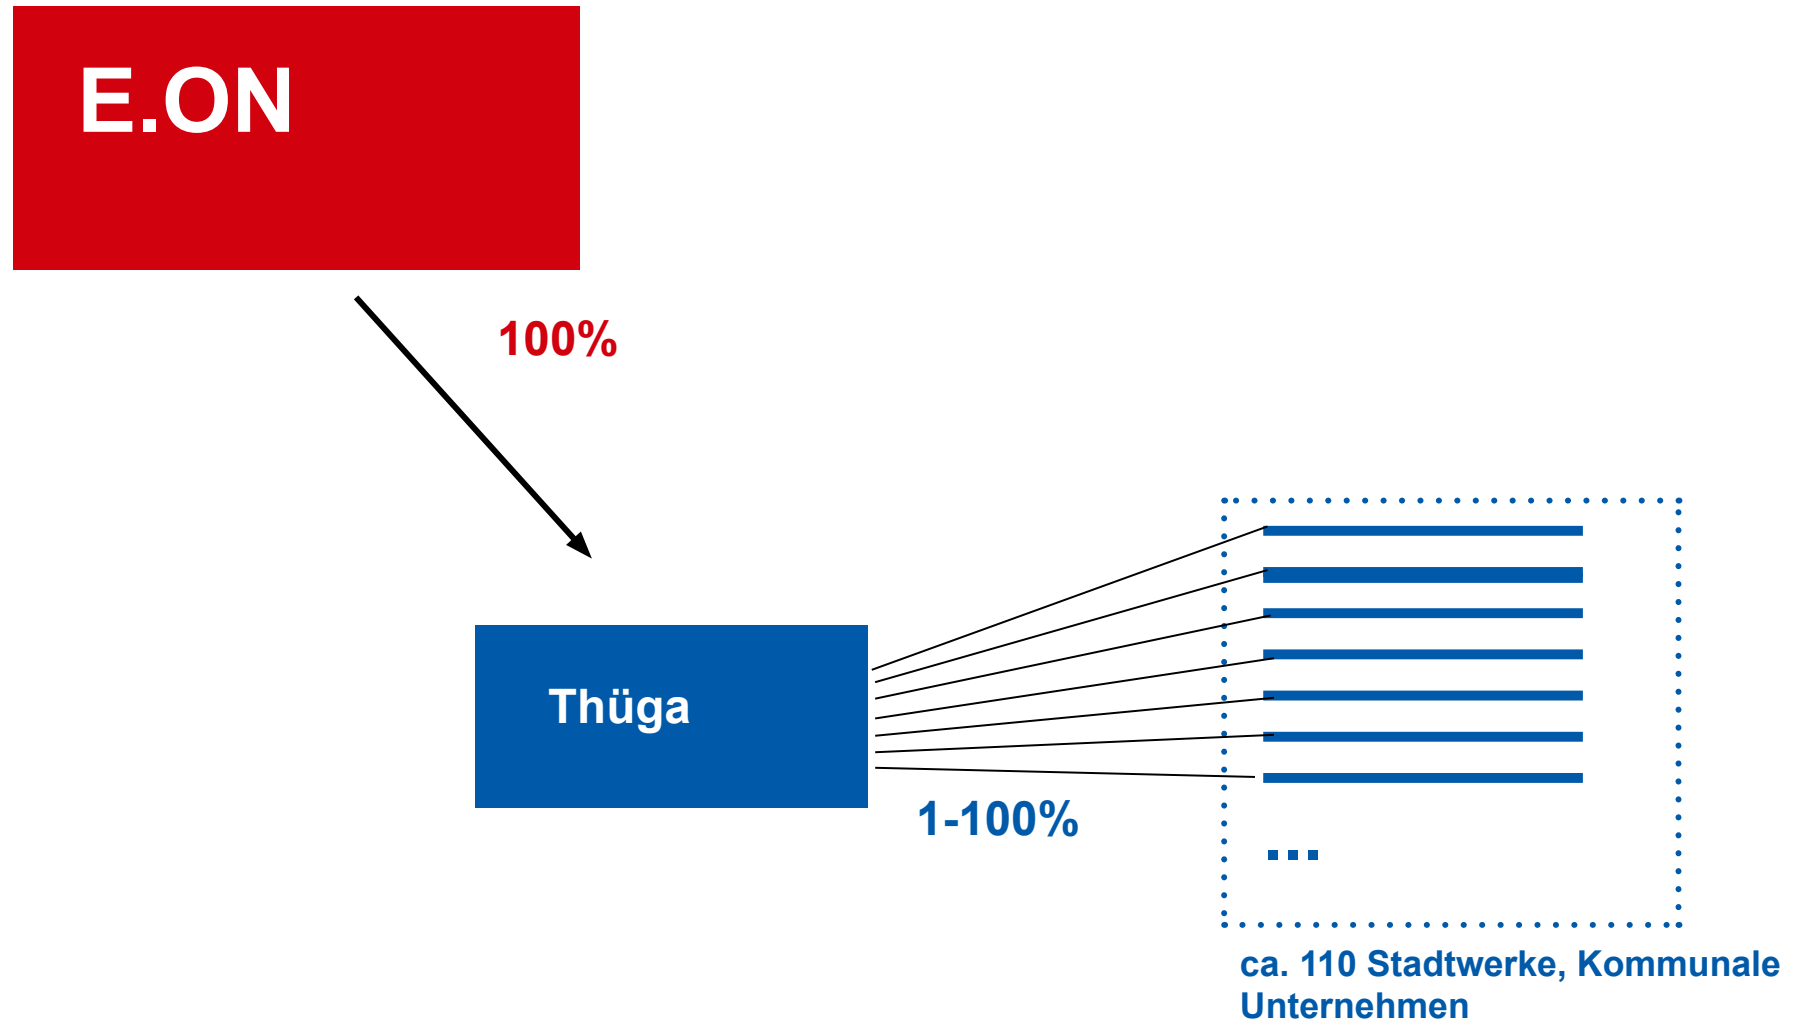 E.ON
100%
Thüga
1-100%
...
ca. 110 Stadtwerke, Kommunale
Unternehmen